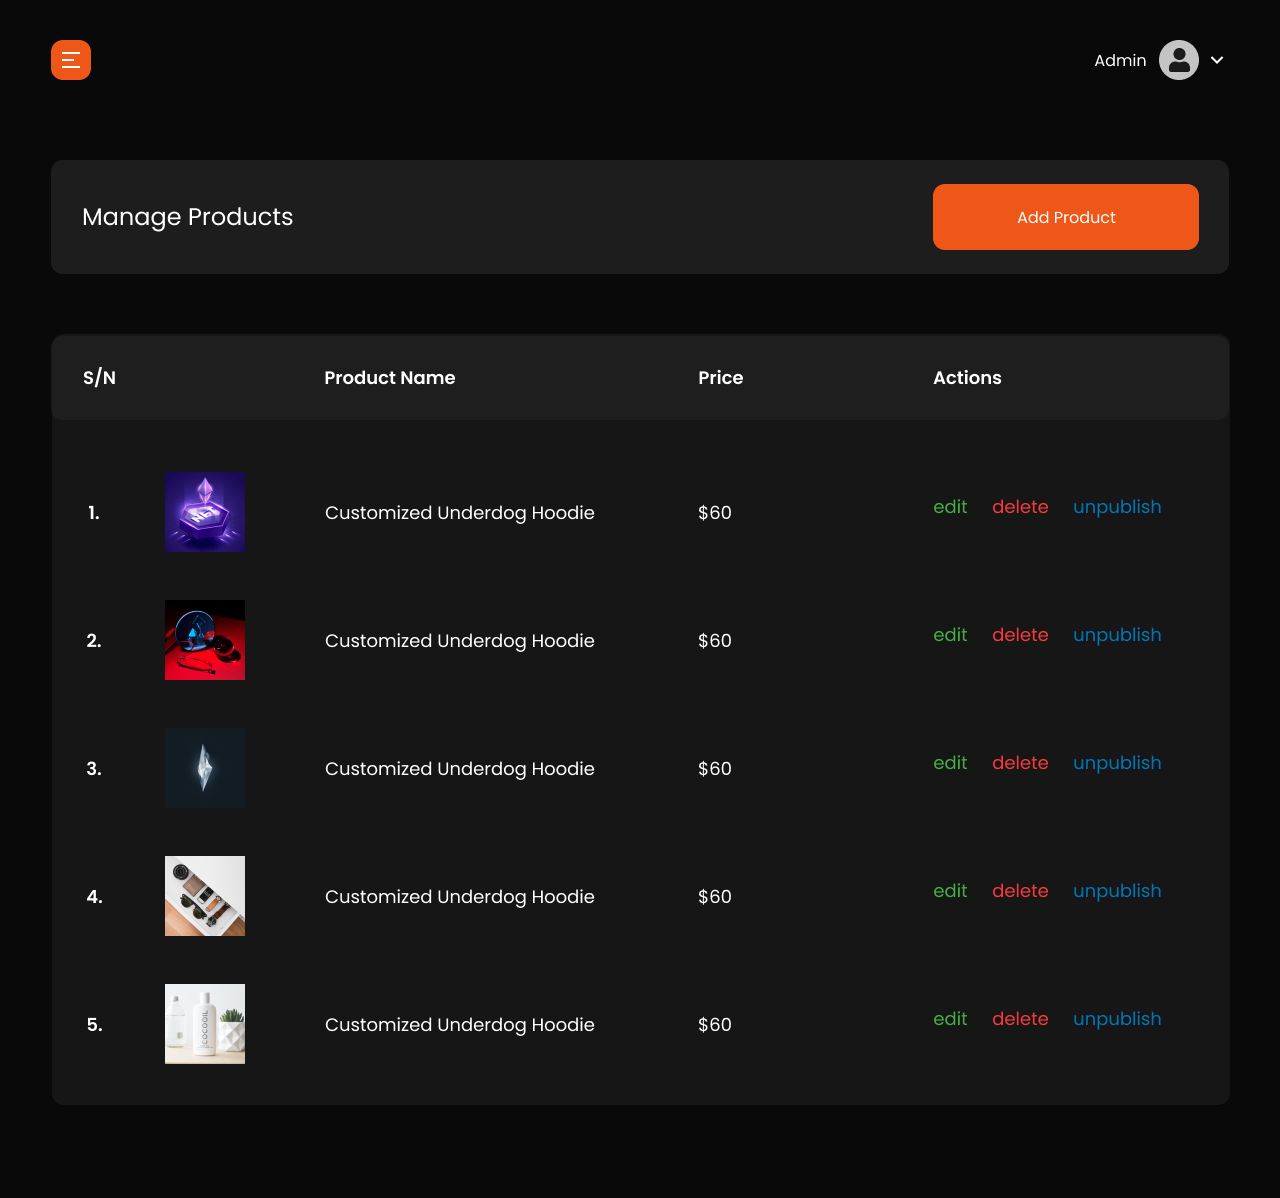 Admin
Manage Products
Add Product
S/N Product Name Price Actions
1. NFT Customized Underdog Hoodie $60 edit delete unpublish
2. Customized Underdog Hoodie $60 edit delete unpublish
3. Customized Underdog Hoodie $60 edit delete unpublish
4. Customized Underdog Hoodie $60 edit delete unpublish
5. COCOOIL Customized Underdog Hoodie $60 edit delete unpublish